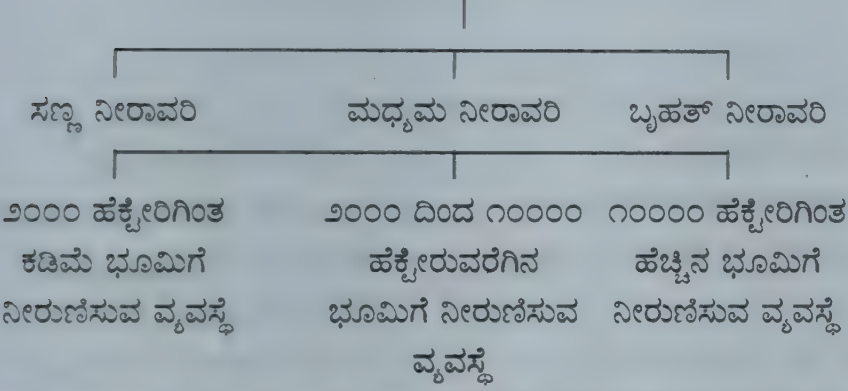 ಸಣ್ಣ ನೀರಾವರಿ
ಮಧ್ಯಮ ನೀರಾವರಿ
ಬೃಹತ್ ನೀರಾವರಿ
೨೦೦೦ ಹೆಕ್ಟೇರಿಗಿಂತ
ಕಡಿಮೆ ಭೂಮಿಗೆ
ನೀರುಣಿಸುವ ವ್ಯವಸ್ಥೆ
೨೦೦೦ ದಿಂದ ೧೦೦೦೦
ಹೆಕ್ಟೇರುವರೆಗಿನ
ಭೂಮಿಗೆ ನೀರುಣಿಸುವ
ವ್ಯವಸ್ಥೆ
೧೦೦೦೦ ಹೆಕ್ಟೇರಿಗಿಂತ
ಹೆಚ್ಚಿನ ಭೂಮಿಗೆ
ನೀರುಣಿಸುವ ವ್ಯವಸ್ಥೆ